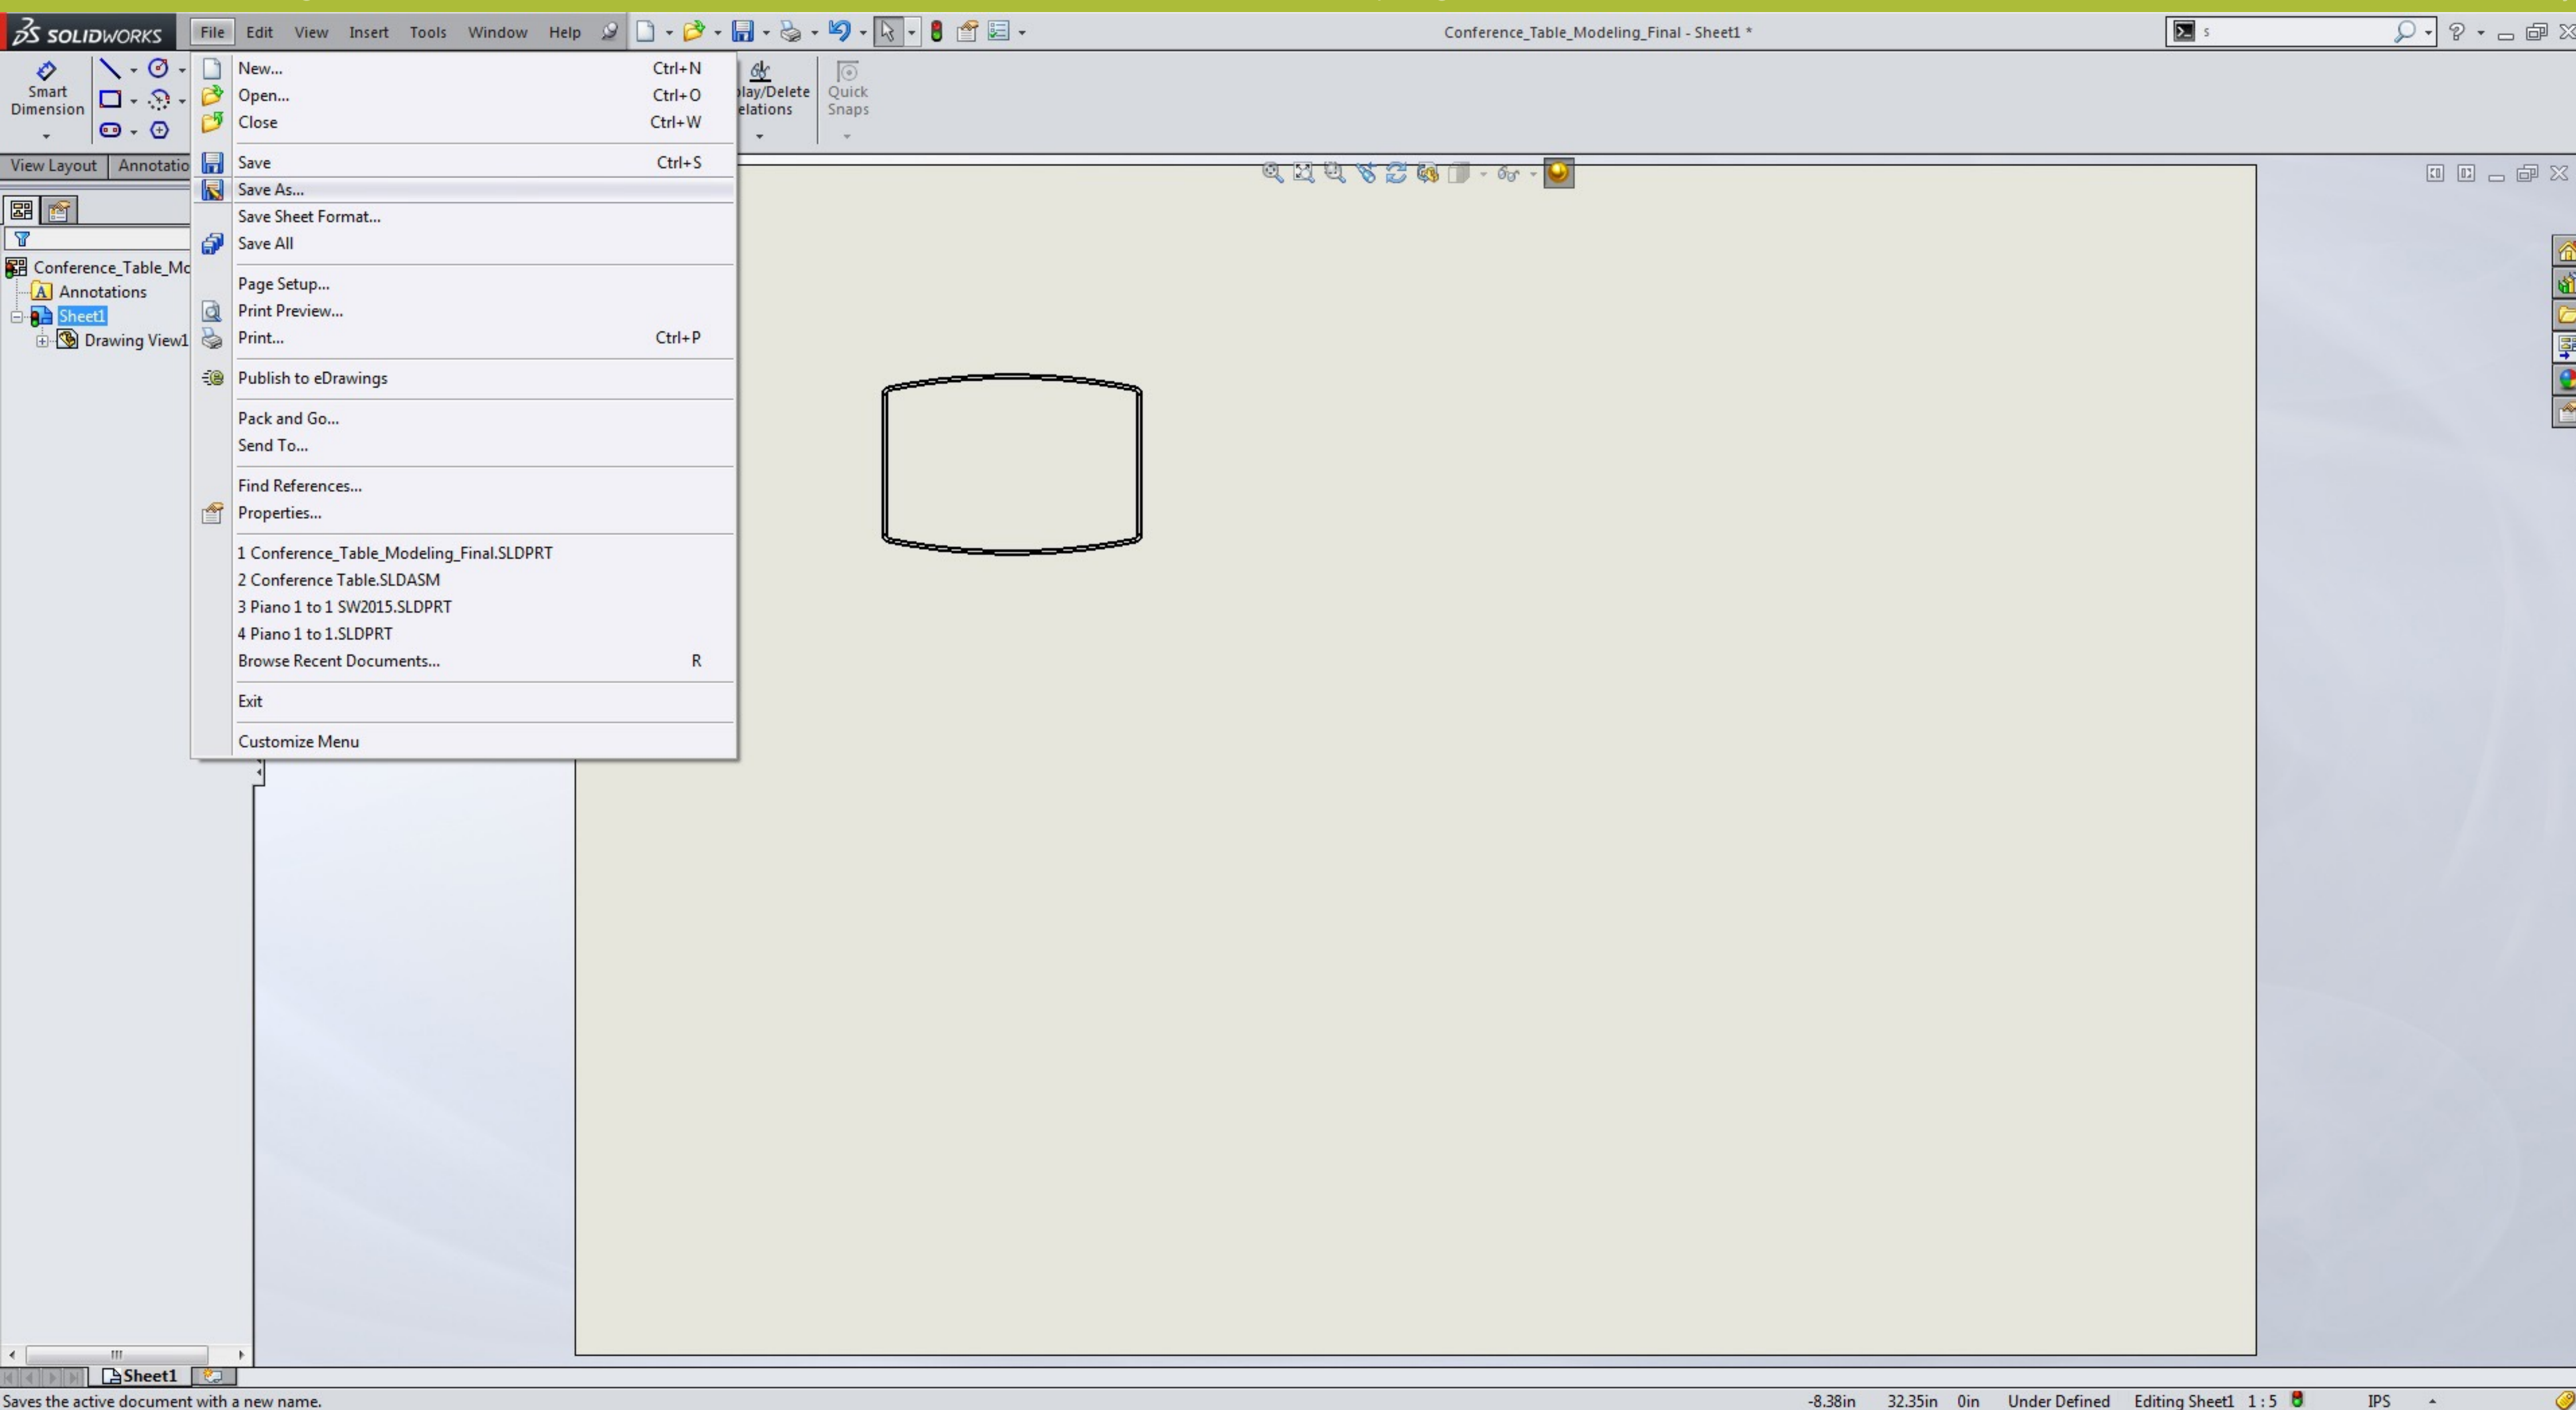 SOLIDWORKS File Edit View Insert Tools Window Help Conference_Table_Modeling_Final - Sheet1 * s
Smart
Dimension
New... Ctrl+N
Open... Ctrl+O
Close Ctrl+W
Save Ctrl+S
Save As...
Save Sheet Format...
Save All
Page Setup...
Print Preview...
Print... Ctrl+P
Publish to eDrawings
Pack and Go...
Send To...
Find References...
Properties...
1 Conference_Table_Modeling_Final.SLDPRT
2 Conference Table.SLDASM
3 Piano 1 to 1 SW2015.SLDPRT
4 Piano 1 to 1.SLDPRT
Browse Recent Documents... R
Exit
Customize Menu
lay/Delete
elations
Quick
Snaps
View Layout Annotatio
Conference_Table_Mo
A Annotations
Sheet1
Drawing View1
Sheet1
Saves the active document with a new name. -8.38in 32.35in 0in Under Defined Editing Sheet1 1 : 5 IPS